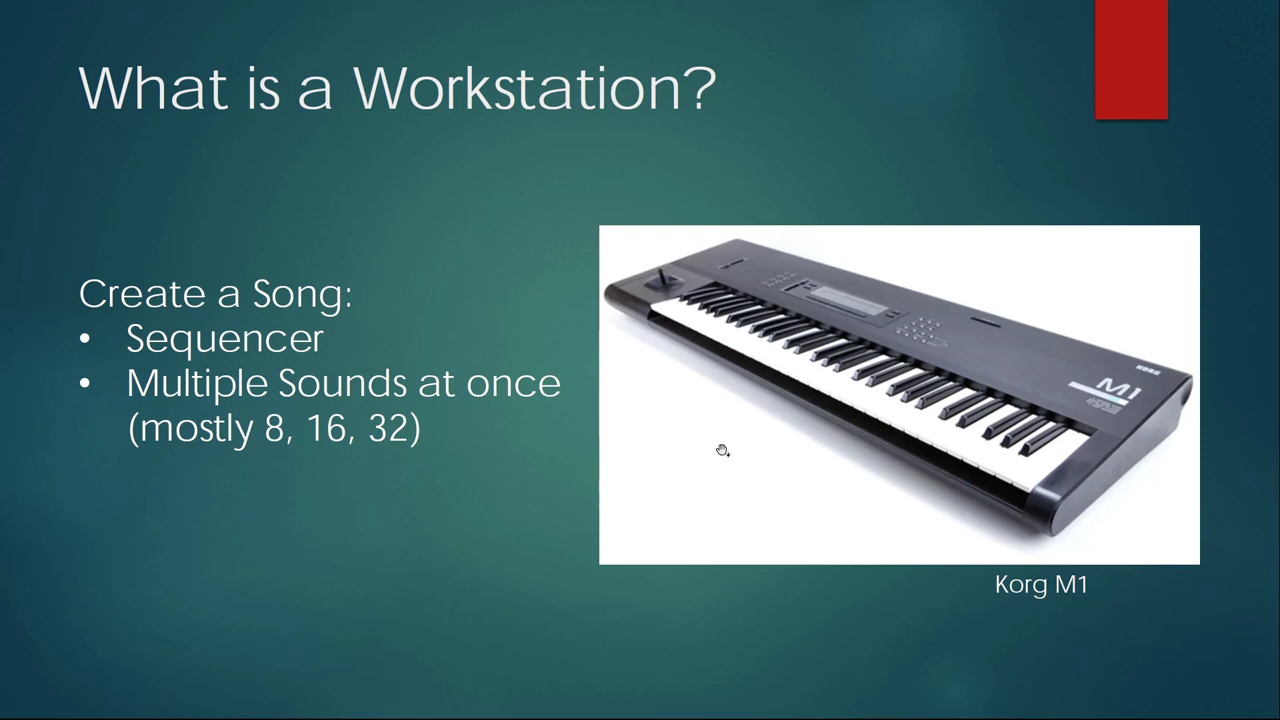 What is a Workstation?
Create a Song:
• Sequencer
• Multiple Sounds at once
(mostly 8, 16, 32)
KORG
M1
Korg M1